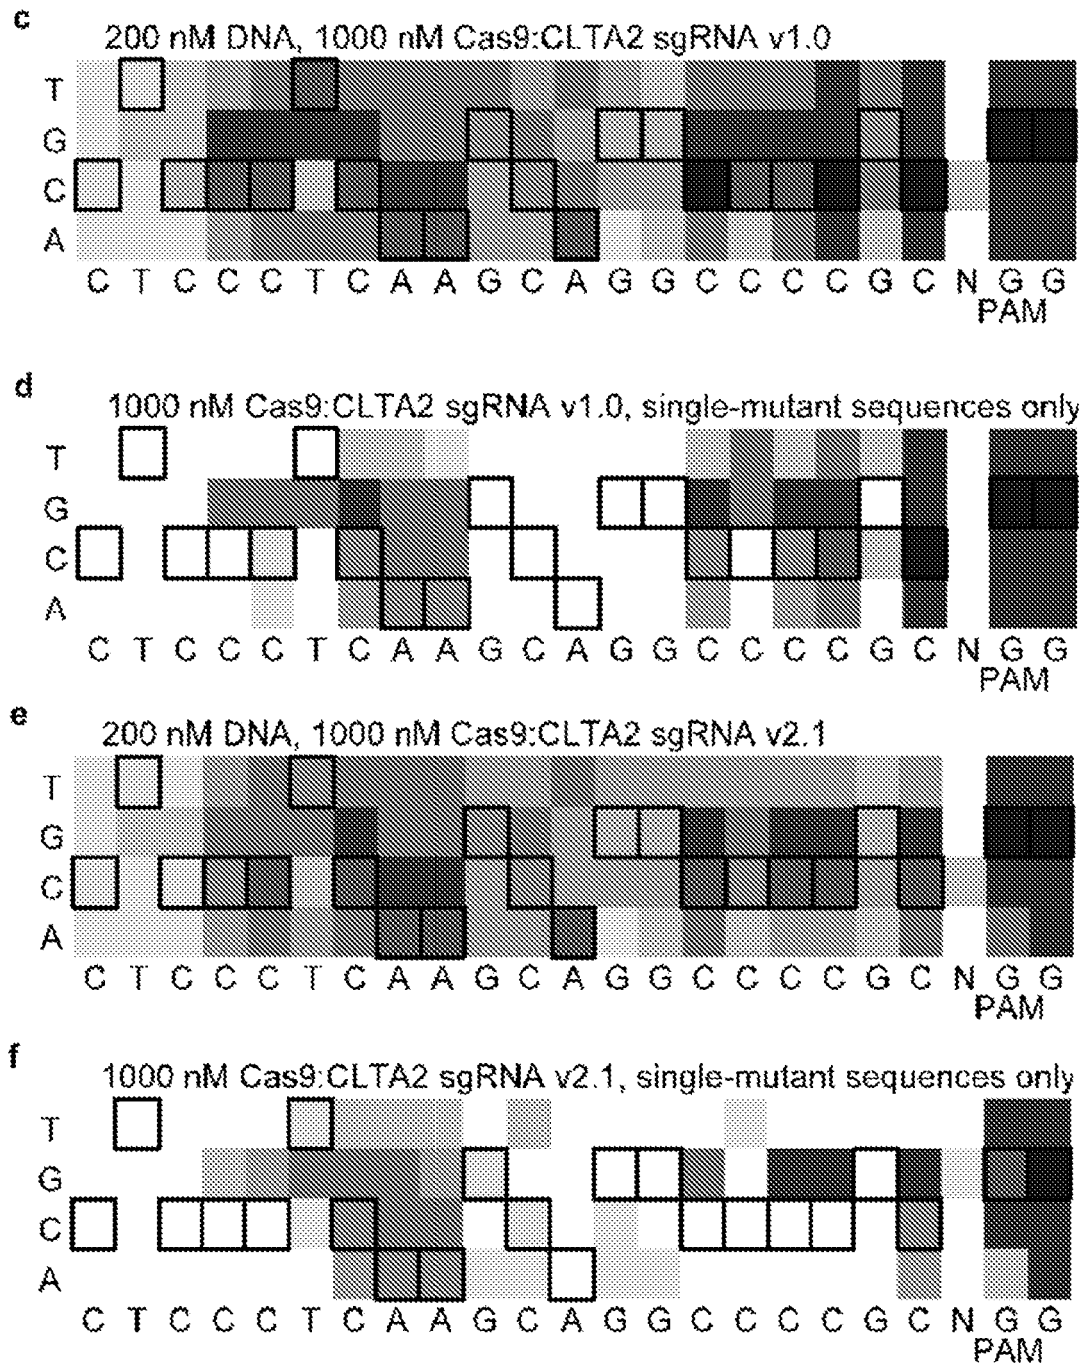 c
200 nM DNA, 1000 nM Cas9:CLTA2 sgRNA v1.0
T
G
C
A
C T C C C T C A A G C A G G C C C C G C N G G
PAM
d
1000 nM Cas9:CLTA2 sgRNA v1.0, single-mutant sequences only
T
G
C
A
C T C C C T C A A G C A G G C C C C G C N G G
PAM
e
200 nM DNA, 1000 nM Cas9:CLTA2 sgRNA v2.1
T
G
C
A
C T C C C T C A A G C A G G C C C C G C N G G
PAM
f
1000 nM Cas9:CLTA2 sgRNA v2.1, single-mutant sequences only
T
G
C
A
C T C C C T C A A G C A G G C C C C G C N G G
PAM